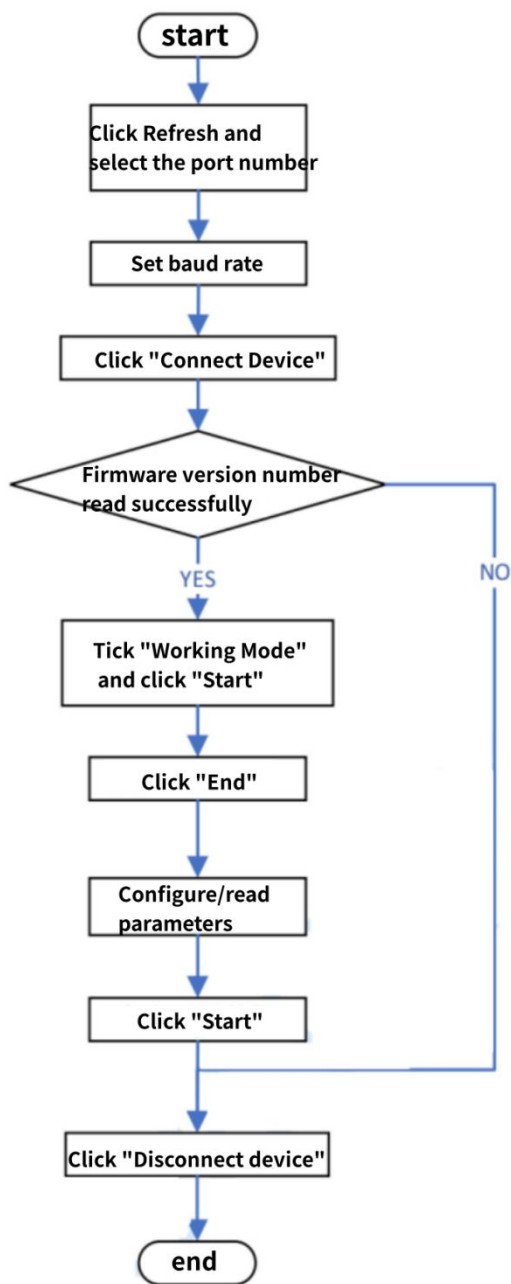 start
Click Refresh and
select the port number
Set baud rate
Click "Connect Device"
Firmware version number
read successfully
YES
NO
Tick "Working Mode"
and click "Start"
Click "End"
Configure/read
parameters
Click "Start"
Click "Disconnect device"
end